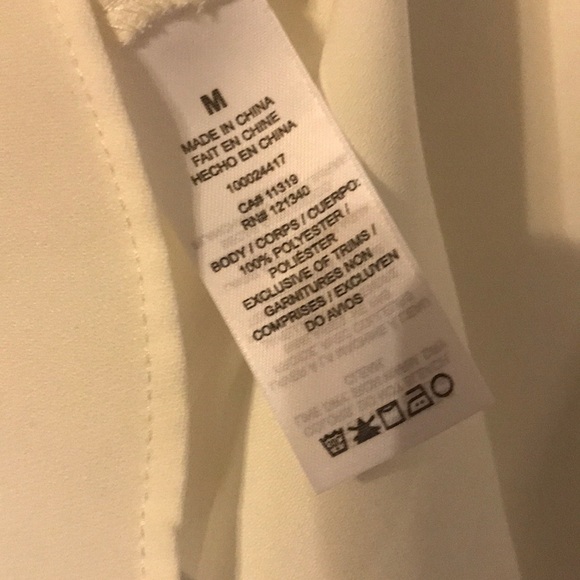 M
MADE IN CHINA
FAIT EN CHINE
HECHO EN CHINA
100024417
CA# 11319
RN# 121340
BODY / CORPS / CUERPO:
100% POLYESTER /
POLIÉSTER
EXCLUSIVE OF TRIMS /
GARNITURES NON
COMPRISES / EXCLUYEN
DO AVIOS